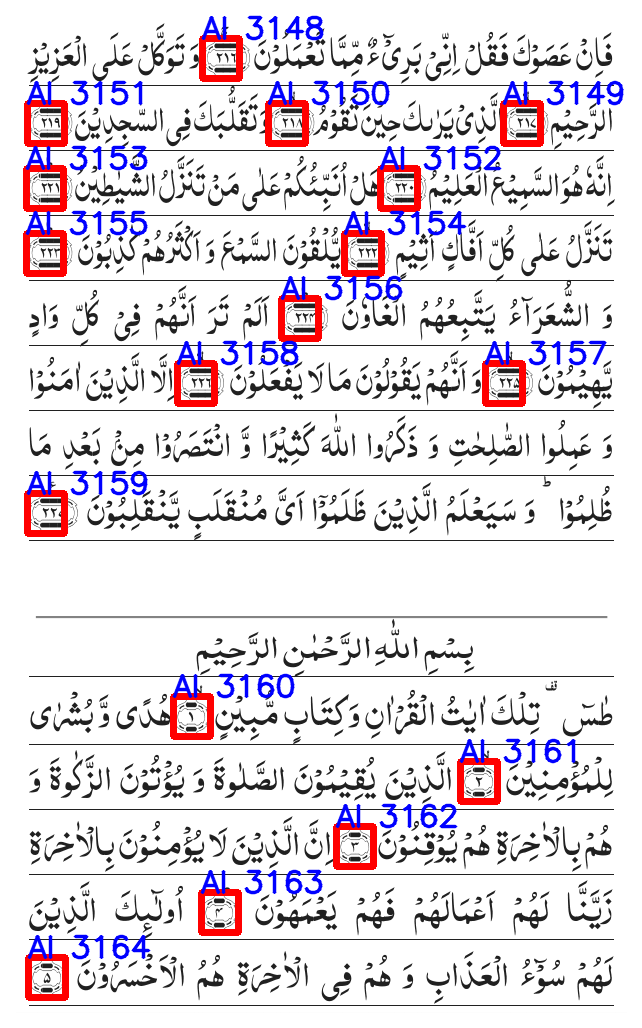 AI 3148
فَاِنْ عَصَوْكَ فَقُلْ اِنِّیْ بَرِیْٓءٌ مِّمَّا تَعْمَلُوْنَ ﴿۲۱۶﴾ وَ تَوَكَّلْ عَلَی الْعَزِیْزِ
AI 3149 AI 3150 AI 3151
الرَّحِیْمِ ﴿۲۱۷﴾ الَّذِیْ یَرٰىكَ حِیْنَ تَقُوْمُ ﴿۲۱۸﴾ وَ تَقَلُّبَكَ فِی السّٰجِدِیْنَ ﴿۲۱۹﴾
AI 3152 AI 3153
اِنَّهٗ هُوَ السَّمِیْعُ الْعَلِیْمُ ﴿۲۲۰﴾ هَلْ اُنَبِّئُكُمْ عَلٰی مَنْ تَنَزَّلُ الشَّیٰطِیْنُ ﴿۲۲۱﴾
AI 3154 AI 3155
تَنَزَّلُ عَلٰی كُلِّ اَفَّاكٍ اَثِیْمٍ ﴿۲۲۲﴾ یُّلْقُوْنَ السَّمْعَ وَ اَكْثَرُهُمْ كٰذِبُوْنَ ﴿۲۲۳﴾
AI 3156
وَ الشُّعَرَآءُ یَتَّبِعُهُمُ الْغَاوٗنَ ﴿۲۲۴﴾ اَلَمْ تَرَ اَنَّهُمْ فِیْ كُلِّ وَادٍ
AI 3157 AI 3158
یَّهِیْمُوْنَ ﴿۲۲۵﴾ وَ اَنَّهُمْ یَقُوْلُوْنَ مَا لَا یَفْعَلُوْنَ ﴿۲۲۶﴾ اِلَّا الَّذِیْنَ اٰمَنُوْا
وَ عَمِلُوا الصّٰلِحٰتِ وَ ذَكَرُوا اللّٰهَ كَثِیْرًا وَّ انْتَصَرُوْا مِنْۢ بَعْدِ مَا
AI 3159
ظُلِمُوْا ؕ وَ سَیَعْلَمُ الَّذِیْنَ ظَلَمُوْۤا اَیَّ مُنْقَلَبٍ یَّنْقَلِبُوْنَ ﴿۲۲۷﴾
بِسْمِ اللّٰهِ الرَّحْمٰنِ الرَّحِیْمِ
AI 3160
طٰسٓ ۫ تِلْكَ اٰیٰتُ الْقُرْاٰنِ وَ كِتَابٍ مُّبِیْنٍ ﴿۱﴾ هُدًی وَّ بُشْرٰی
AI 3161
لِلْمُؤْمِنِیْنَ ﴿۲﴾ الَّذِیْنَ یُقِیْمُوْنَ الصَّلٰوةَ وَ یُؤْتُوْنَ الزَّكٰوةَ وَ
AI 3162
هُمْ بِالْاٰخِرَةِ هُمْ یُوْقِنُوْنَ ﴿۳﴾ اِنَّ الَّذِیْنَ لَا یُؤْمِنُوْنَ بِالْاٰخِرَةِ
AI 3163
زَیَّنَّا لَهُمْ اَعْمَالَهُمْ فَهُمْ یَعْمَهُوْنَ ﴿۴﴾ اُولٰٓىِٕكَ الَّذِیْنَ
AI 3164
لَهُمْ سُوْٓءُ الْعَذَابِ وَ هُمْ فِی الْاٰخِرَةِ هُمُ الْاَخْسَرُوْنَ ﴿۵﴾